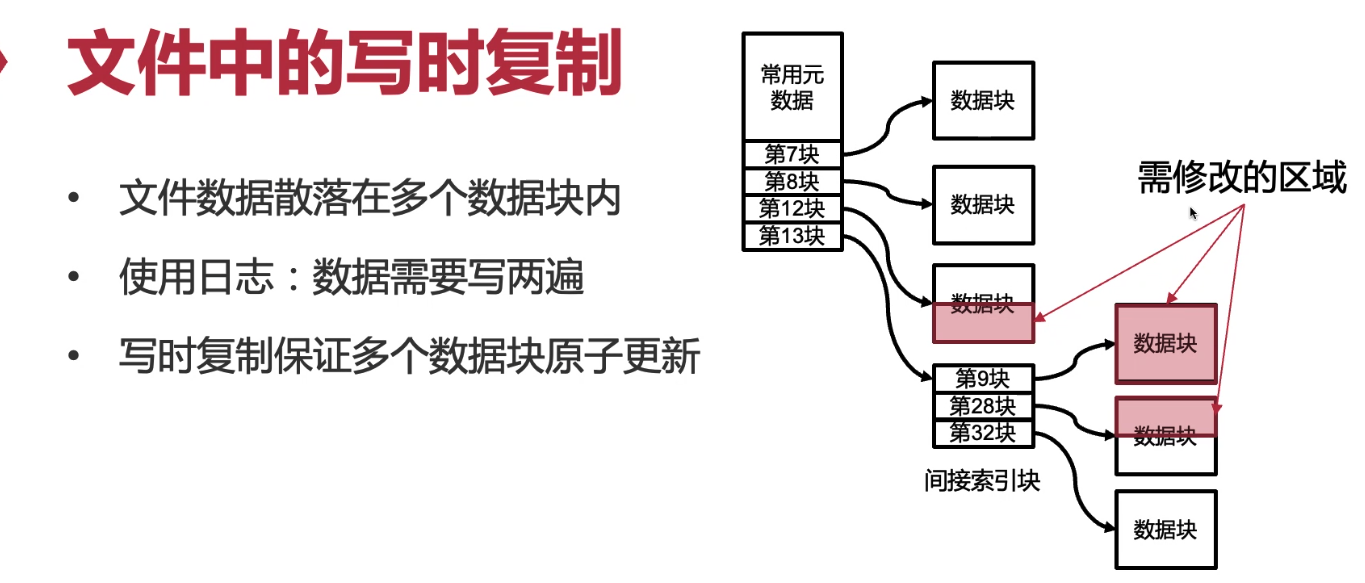 文件中的写时复制
• 文件数据散落在多个数据块内
• 使用日志：数据需要写两遍
• 写时复制保证多个数据块原子更新
常用元
数据
第7块
第8块
第12块
第13块
数据块
数据块
数据块
第9块
第28块
第32块
间接索引块
需修改的区域
数据块
数据块
数据块